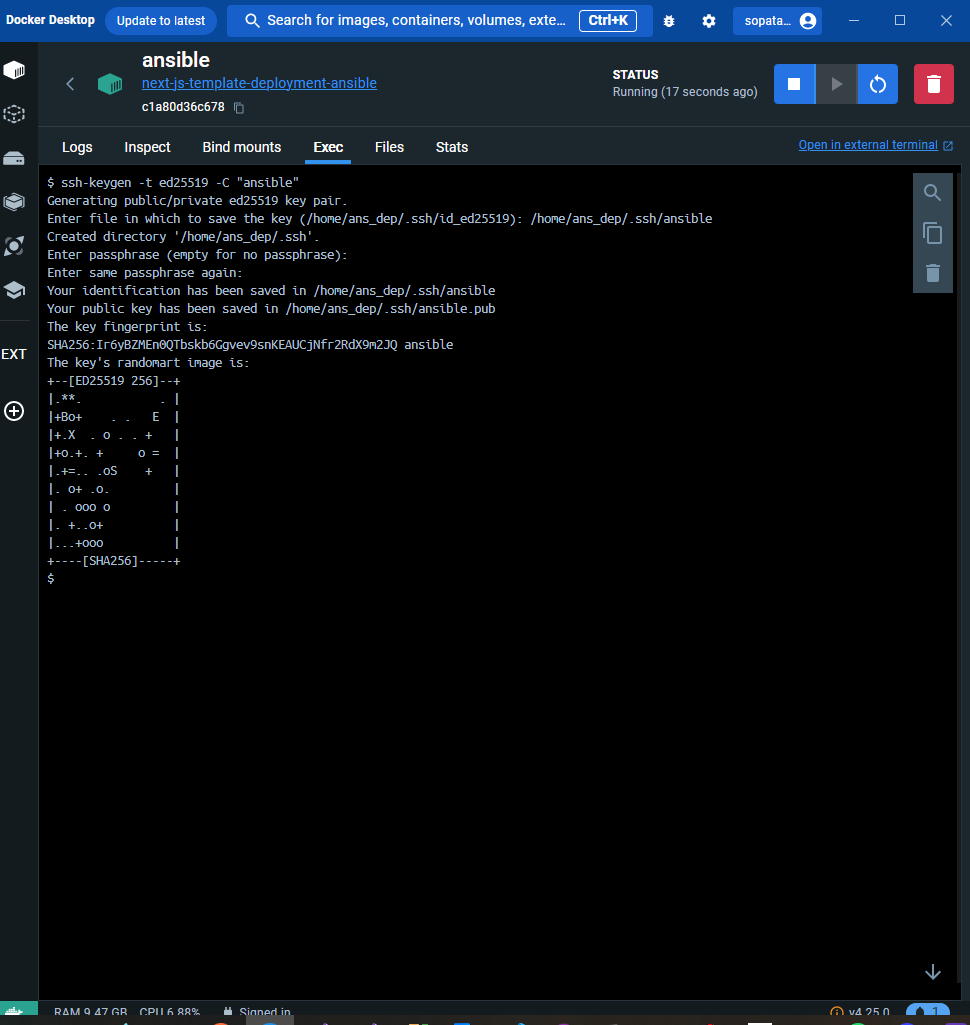 Docker Desktop Update to latest Search for images, containers, volumes, exte... Ctrl+K sopata...
ansible
next-js-template-deployment-ansible
c1a80d36c678
STATUS
Running (17 seconds ago)
Logs Inspect Bind mounts Exec Files Stats Open in external terminal
EXT
$ ssh-keygen -t ed25519 -C "ansible"
Generating public/private ed25519 key pair.
Enter file in which to save the key (/home/ans_dep/.ssh/id_ed25519): /home/ans_dep/.ssh/ansible
Created directory '/home/ans_dep/.ssh'.
Enter passphrase (empty for no passphrase):
Enter same passphrase again:
Your identification has been saved in /home/ans_dep/.ssh/ansible
Your public key has been saved in /home/ans_dep/.ssh/ansible.pub
The key fingerprint is:
SHA256:Ir6yBZMEn0QTbskb6Ggvev9snKEAUCjNfr2RdX9m2JQ ansible
The key's randomart image is:
+--[ED25519 256]--+
|.**.          . |
|+Bo+    . .   E  |
|+.X  . o . . +   |
|+o.+. +    o =  |
|.+=.. .oS    +   |
|. o+ .o.         |
| . ooo o         |
|. +..o+          |
|...+ooo          |
+----[SHA256]-----+
$
RAM 9.47 GB CPU 6.88% Signed in v4.25.0 1